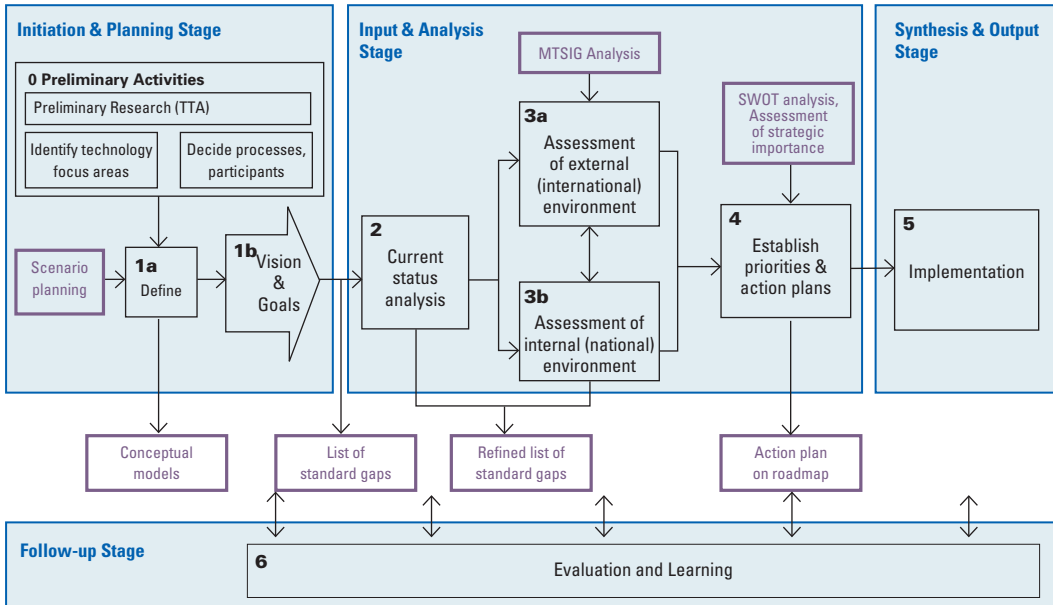 Initiation & Planning Stage
0 Preliminary Activities
Preliminary Research (TTA)
Identify technology
focus areas
Decide processes,
participants
Scenario
planning
1a
Define
1b
Vision
&
Goals
Input & Analysis
Stage
MTSIG Analysis
2
Current
status
analysis
3a
Assessment
of external
(international)
environment
3b
Assessment of
internal (national)
environment
SWOT analysis,
Assessment
of strategic
importance
4
Establish
priorities &
action plans
Synthesis & Output
Stage
5
Implementation
Conceptual
models
List of
standard gaps
Refined list of
standard gaps
Action plan
on roadmap
Follow-up Stage
6
Evaluation and Learning